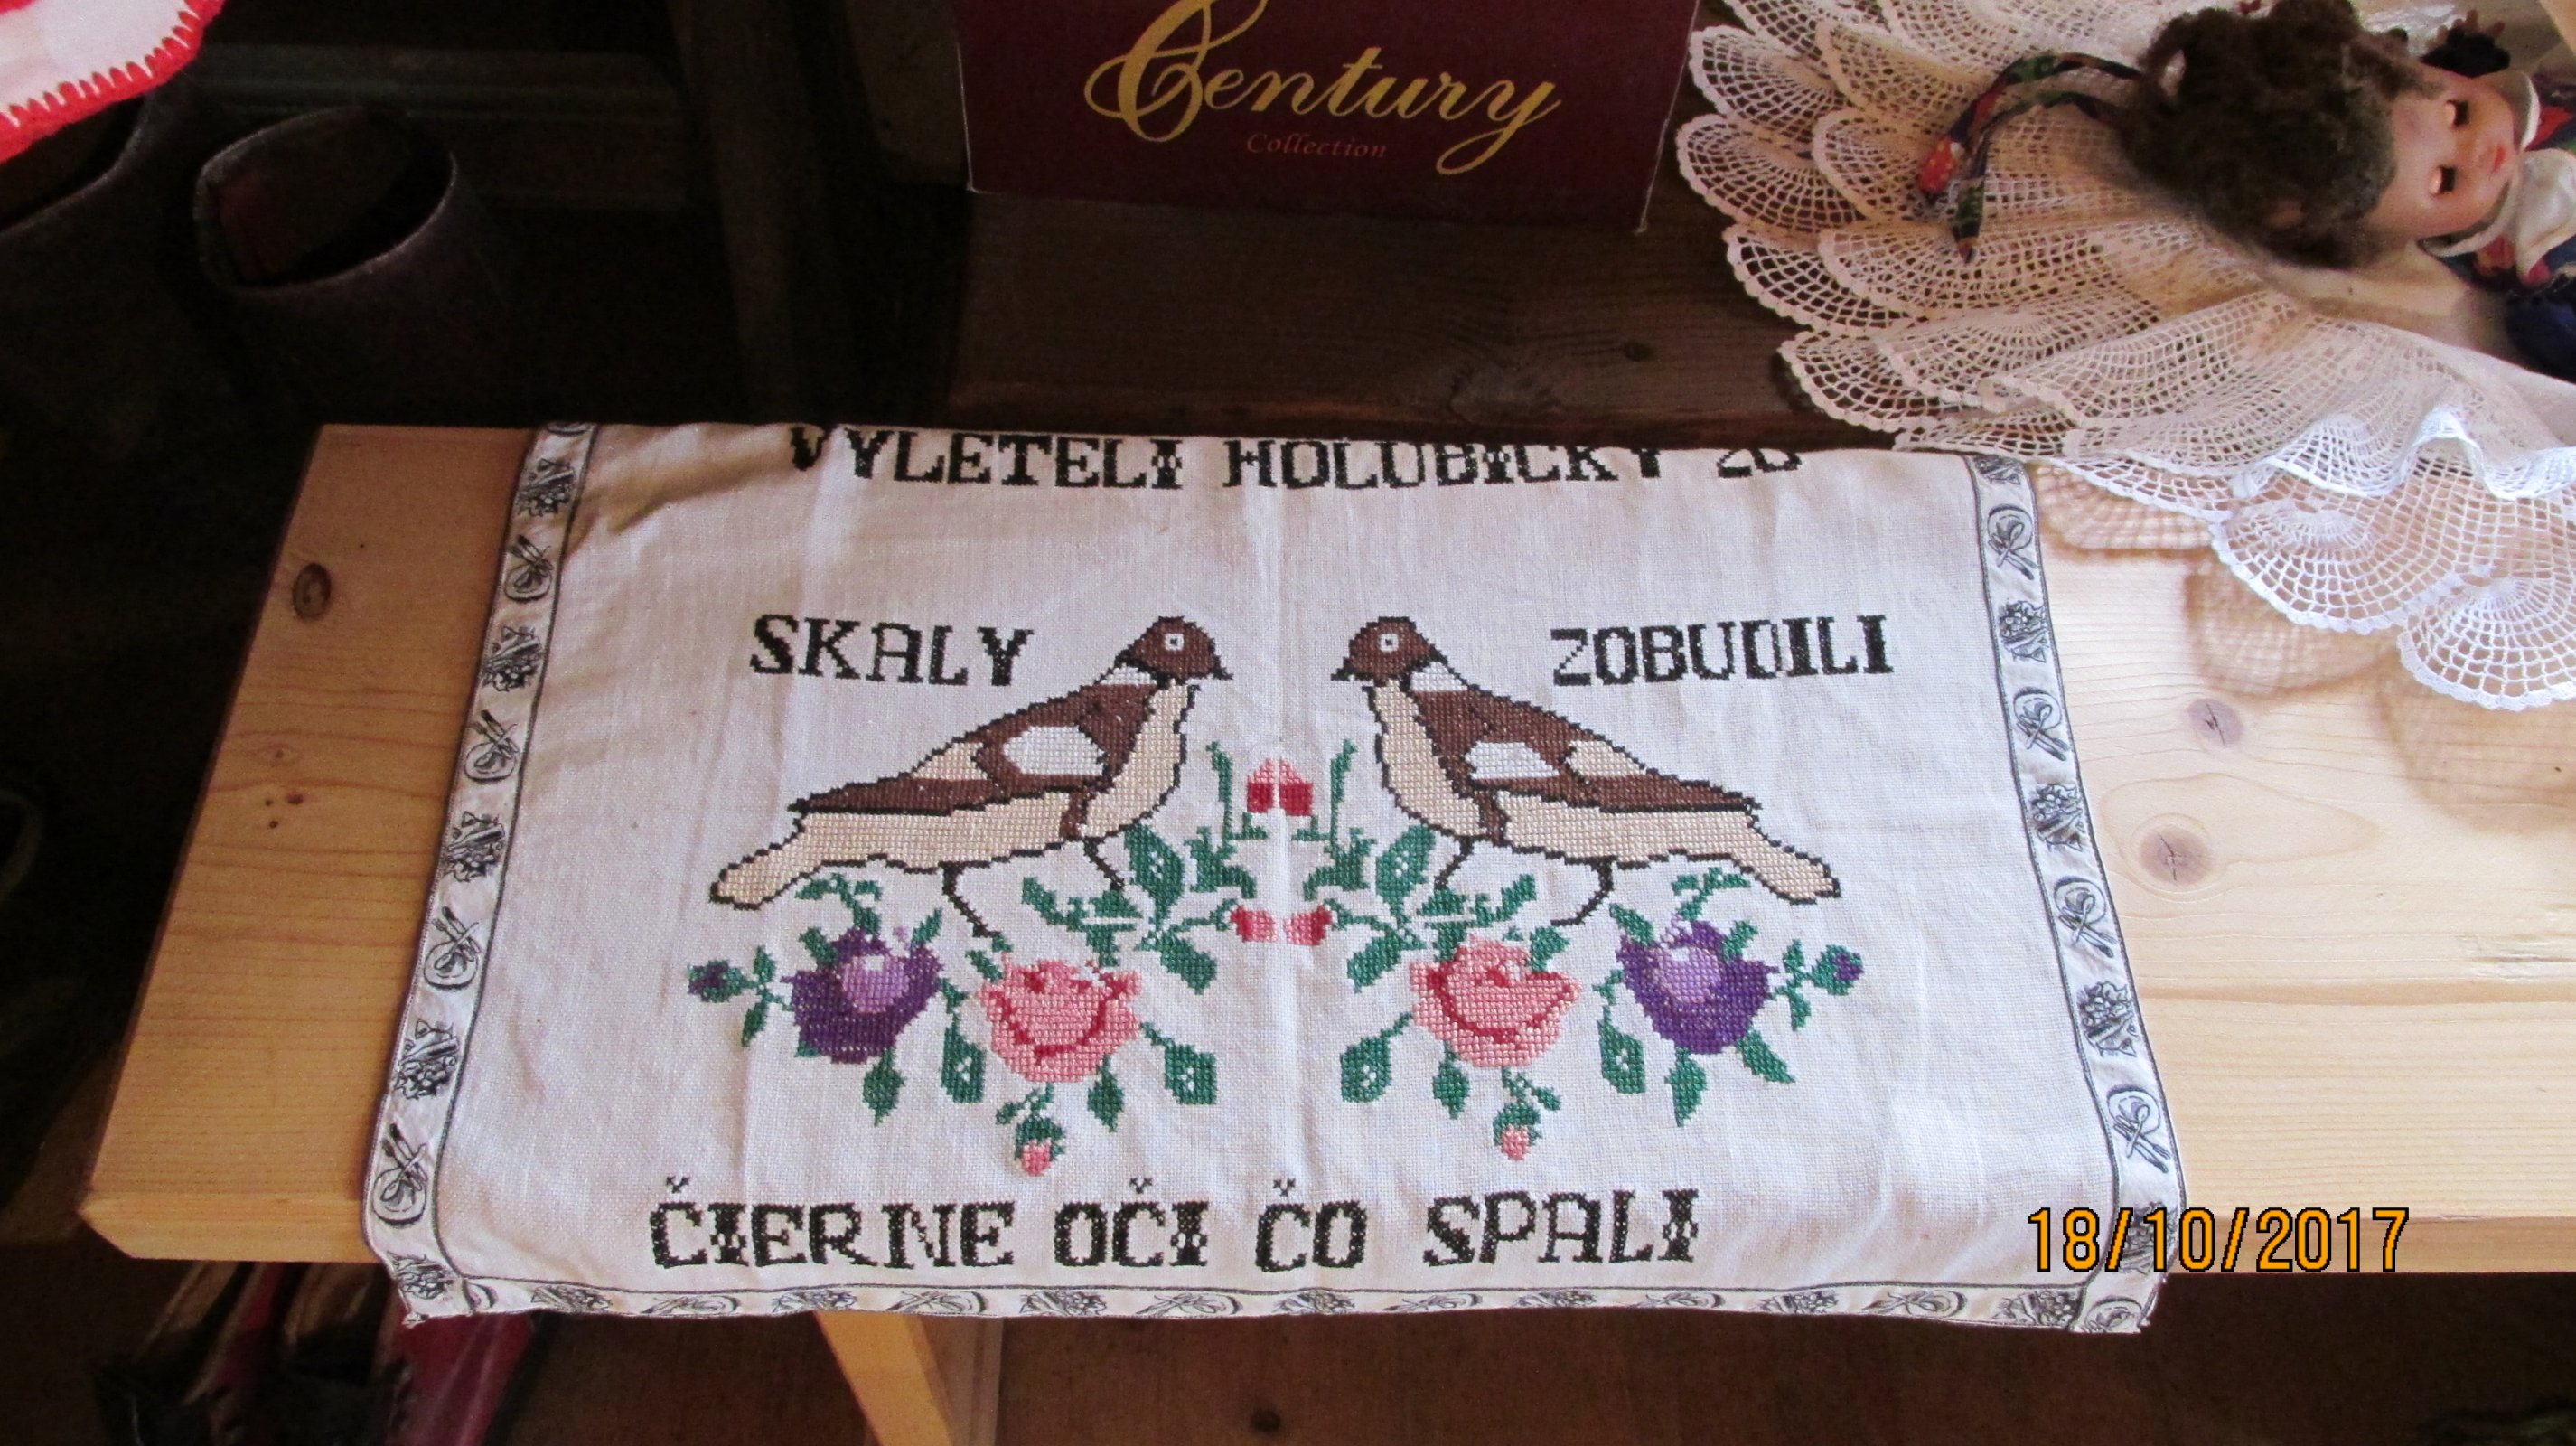 Century
Collection
VYLETELI HOLUBIČKY ZO
SKALY ZOBUDILI
ČIERNE OČI ČO SPALI
18/10/2017